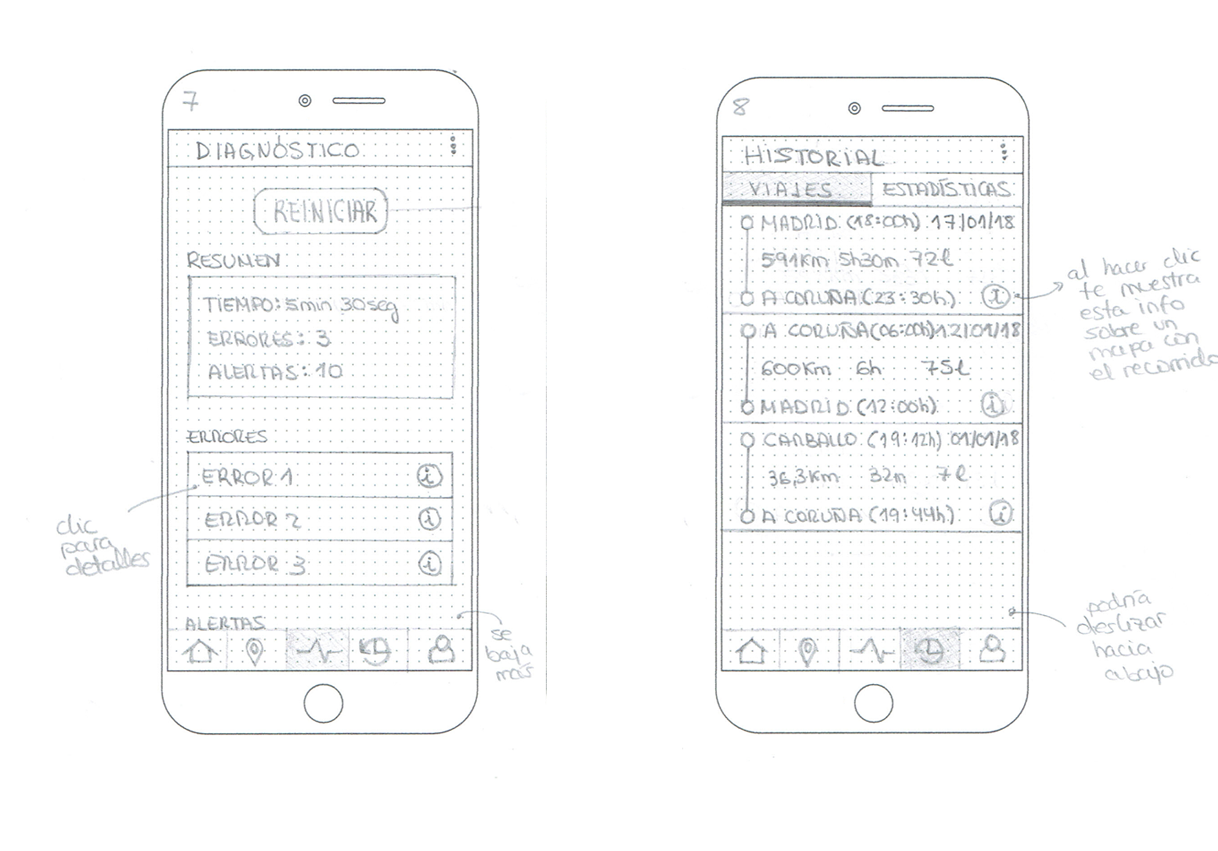 7
DIAGNÓSTICO
REINICIAR
RESUMEN
TIEMPO: 5min 30seg
ERRORES: 3
ALERTAS: 10
ERRORES
ERROR 1 i
ERROR 2 i
ERROR 3 i
ALERTAS
clic
para
detalles
se
baja
más
8
HISTORIAL
VIAJES ESTADÍSTICAS
MADRID (18:00h) 17/01/18
591Km 5h30m 72l
A CORUÑA (23:30h) i
A CORUÑA (06:00h) 12/01/18
600Km 6h 75l
MADRID (12:00h) i
CARBALLO (19:12h) 01/01/18
36,3Km 32m 7l
A CORUÑA (19:44h) i
al hacer clic
te muestra
esta info
sobre un
mapa con
el recorrido
podría
deslizar
hacia
abajo